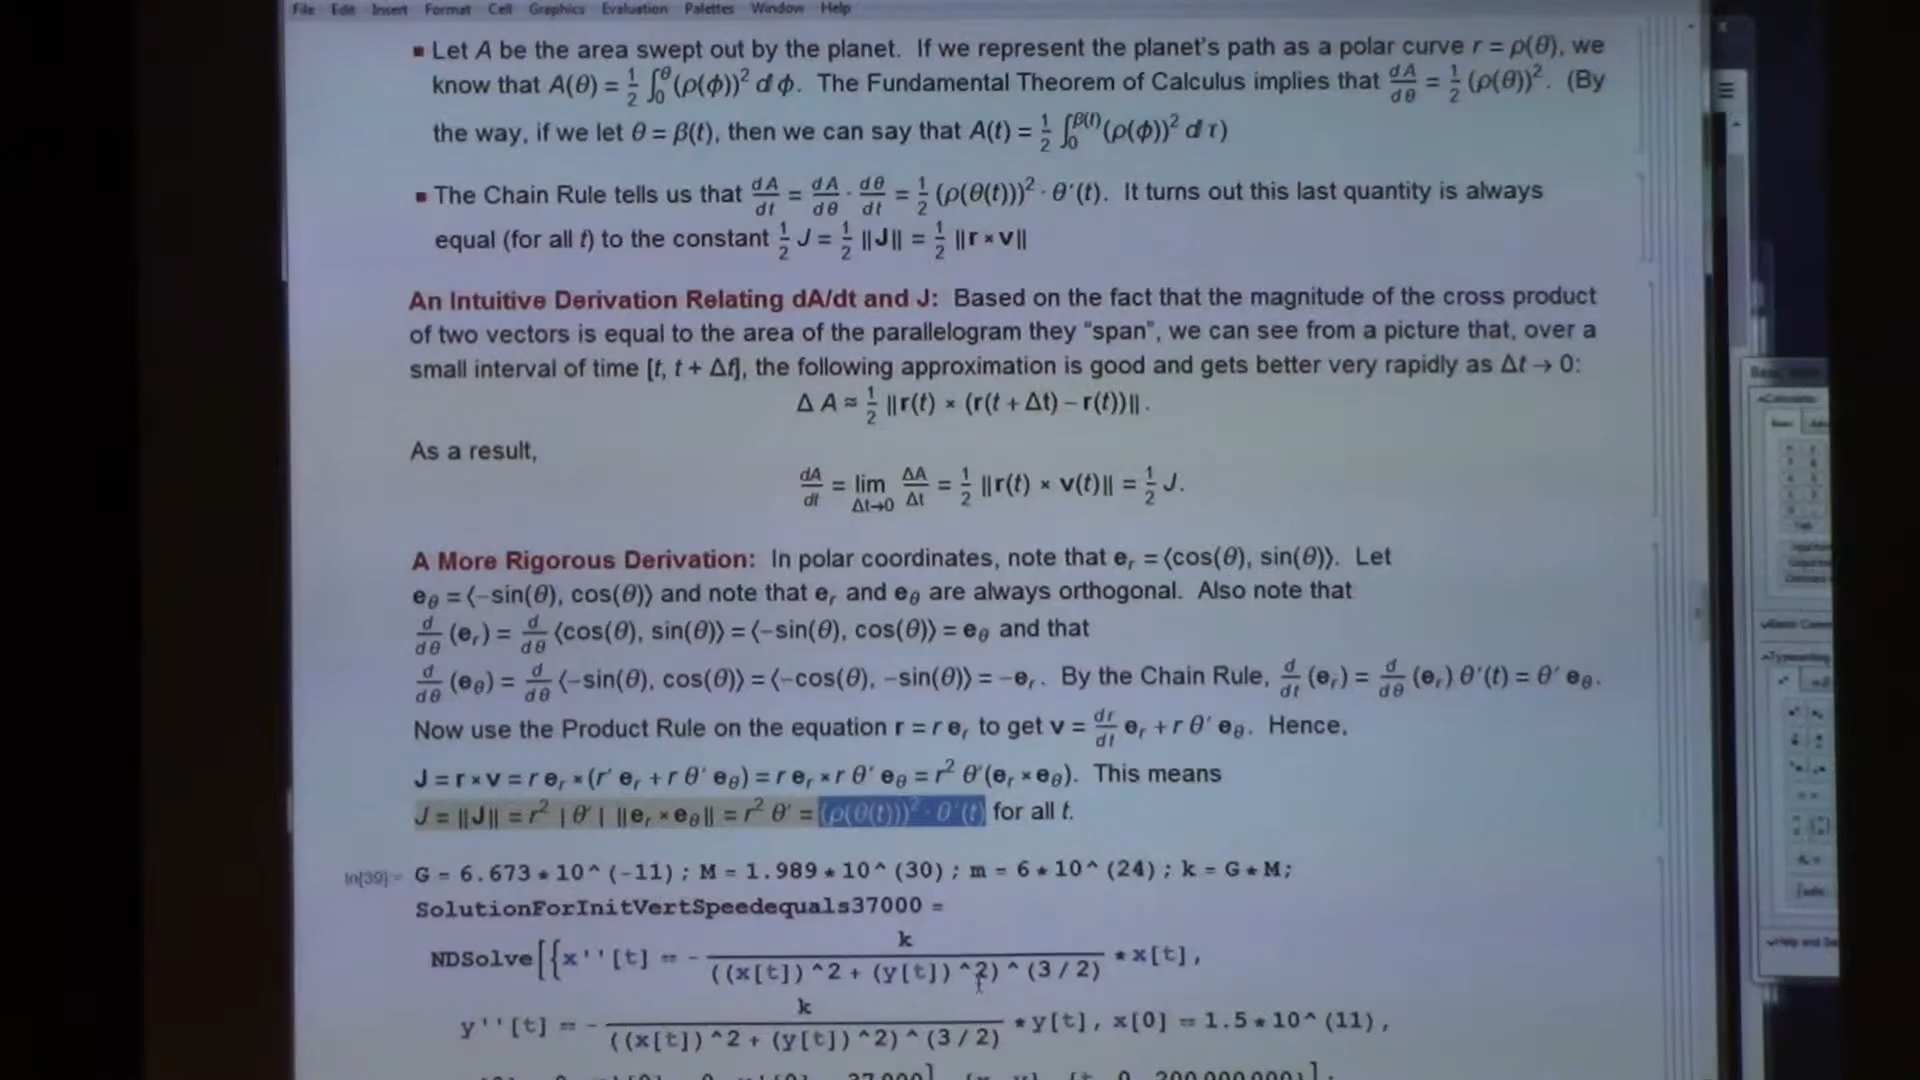 File Edit Insert Format Cell Graphics Evaluation Palettes Window Help
▪ Let A be the area swept out by the planet. If we represent the planet's path as a polar curve r = ρ(θ), we
know that A(θ) = 1/2 ∫₀^θ (ρ(ϕ))² d ϕ. The Fundamental Theorem of Calculus implies that dA/dθ = 1/2 (ρ(θ))². (By
the way, if we let θ = β(t), then we can say that A(t) = 1/2 ∫₀^β(t) (ρ(ϕ))² d τ)
▪ The Chain Rule tells us that dA/dt = dA/dθ · dθ/dt = 1/2 (ρ(θ(t)))² · θ′(t). It turns out this last quantity is always
equal (for all t) to the constant 1/2 J = 1/2 ||J|| = 1/2 ||r × v||
An Intuitive Derivation Relating dA/dt and J: Based on the fact that the magnitude of the cross product
of two vectors is equal to the area of the parallelogram they "span", we can see from a picture that, over a
small interval of time [t, t + Δt], the following approximation is good and gets better very rapidly as Δt → 0:
Δ A ≈ 1/2 ||r(t) × (r(t + Δt) − r(t))||.
As a result,
dA/dt = lim Δt→0 ΔA/Δt = 1/2 ||r(t) × v(t)|| = 1/2 J.
A More Rigorous Derivation: In polar coordinates, note that e_r = ⟨cos(θ), sin(θ)⟩. Let
e_θ = ⟨−sin(θ), cos(θ)⟩ and note that e_r and e_θ are always orthogonal. Also note that
d/dθ (e_r) = d/dθ ⟨cos(θ), sin(θ)⟩ = ⟨−sin(θ), cos(θ)⟩ = e_θ and that
d/dθ (e_θ) = d/dθ ⟨−sin(θ), cos(θ)⟩ = ⟨−cos(θ), −sin(θ)⟩ = −e_r. By the Chain Rule, d/dt (e_r) = d/dθ (e_r) θ′(t) = θ′ e_θ.
Now use the Product Rule on the equation r = r e_r to get v = dr/dt e_r + r θ′ e_θ. Hence,
J = r × v = r e_r × (r′ e_r + r θ′ e_θ) = r e_r × r θ′ e_θ = r² θ′(e_r × e_θ). This means
J = ||J|| = r² |θ′| ||e_r × e_θ|| = r² θ′ = (ρ(θ(t)))² · θ′(t) for all t.
In[39]:= G = 6.673 * 10^ (-11) ; M = 1.989 * 10^ (30) ; m = 6 * 10^ (24) ; k = G * M;
SolutionForInitVertSpeedequals37000 =
NDSolve[{x''[t] == - k/((x[t])^2 + (y[t])^2)^(3/2) * x[t],
y''[t] == - k/((x[t])^2 + (y[t])^2)^(3/2) * y[t], x[0] == 1.5 * 10^ (11),